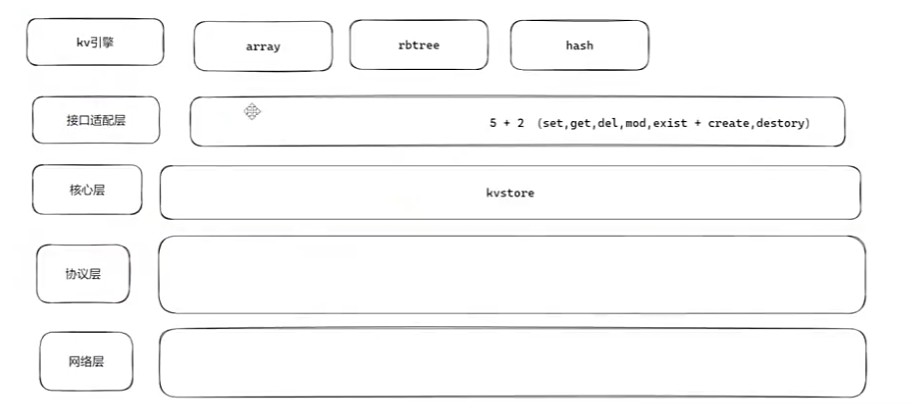 kv引擎 array rbtree hash
接口适配层 5 + 2 (set,get,del,mod,exist + create,destory)
核心层 kvstore
协议层
网络层